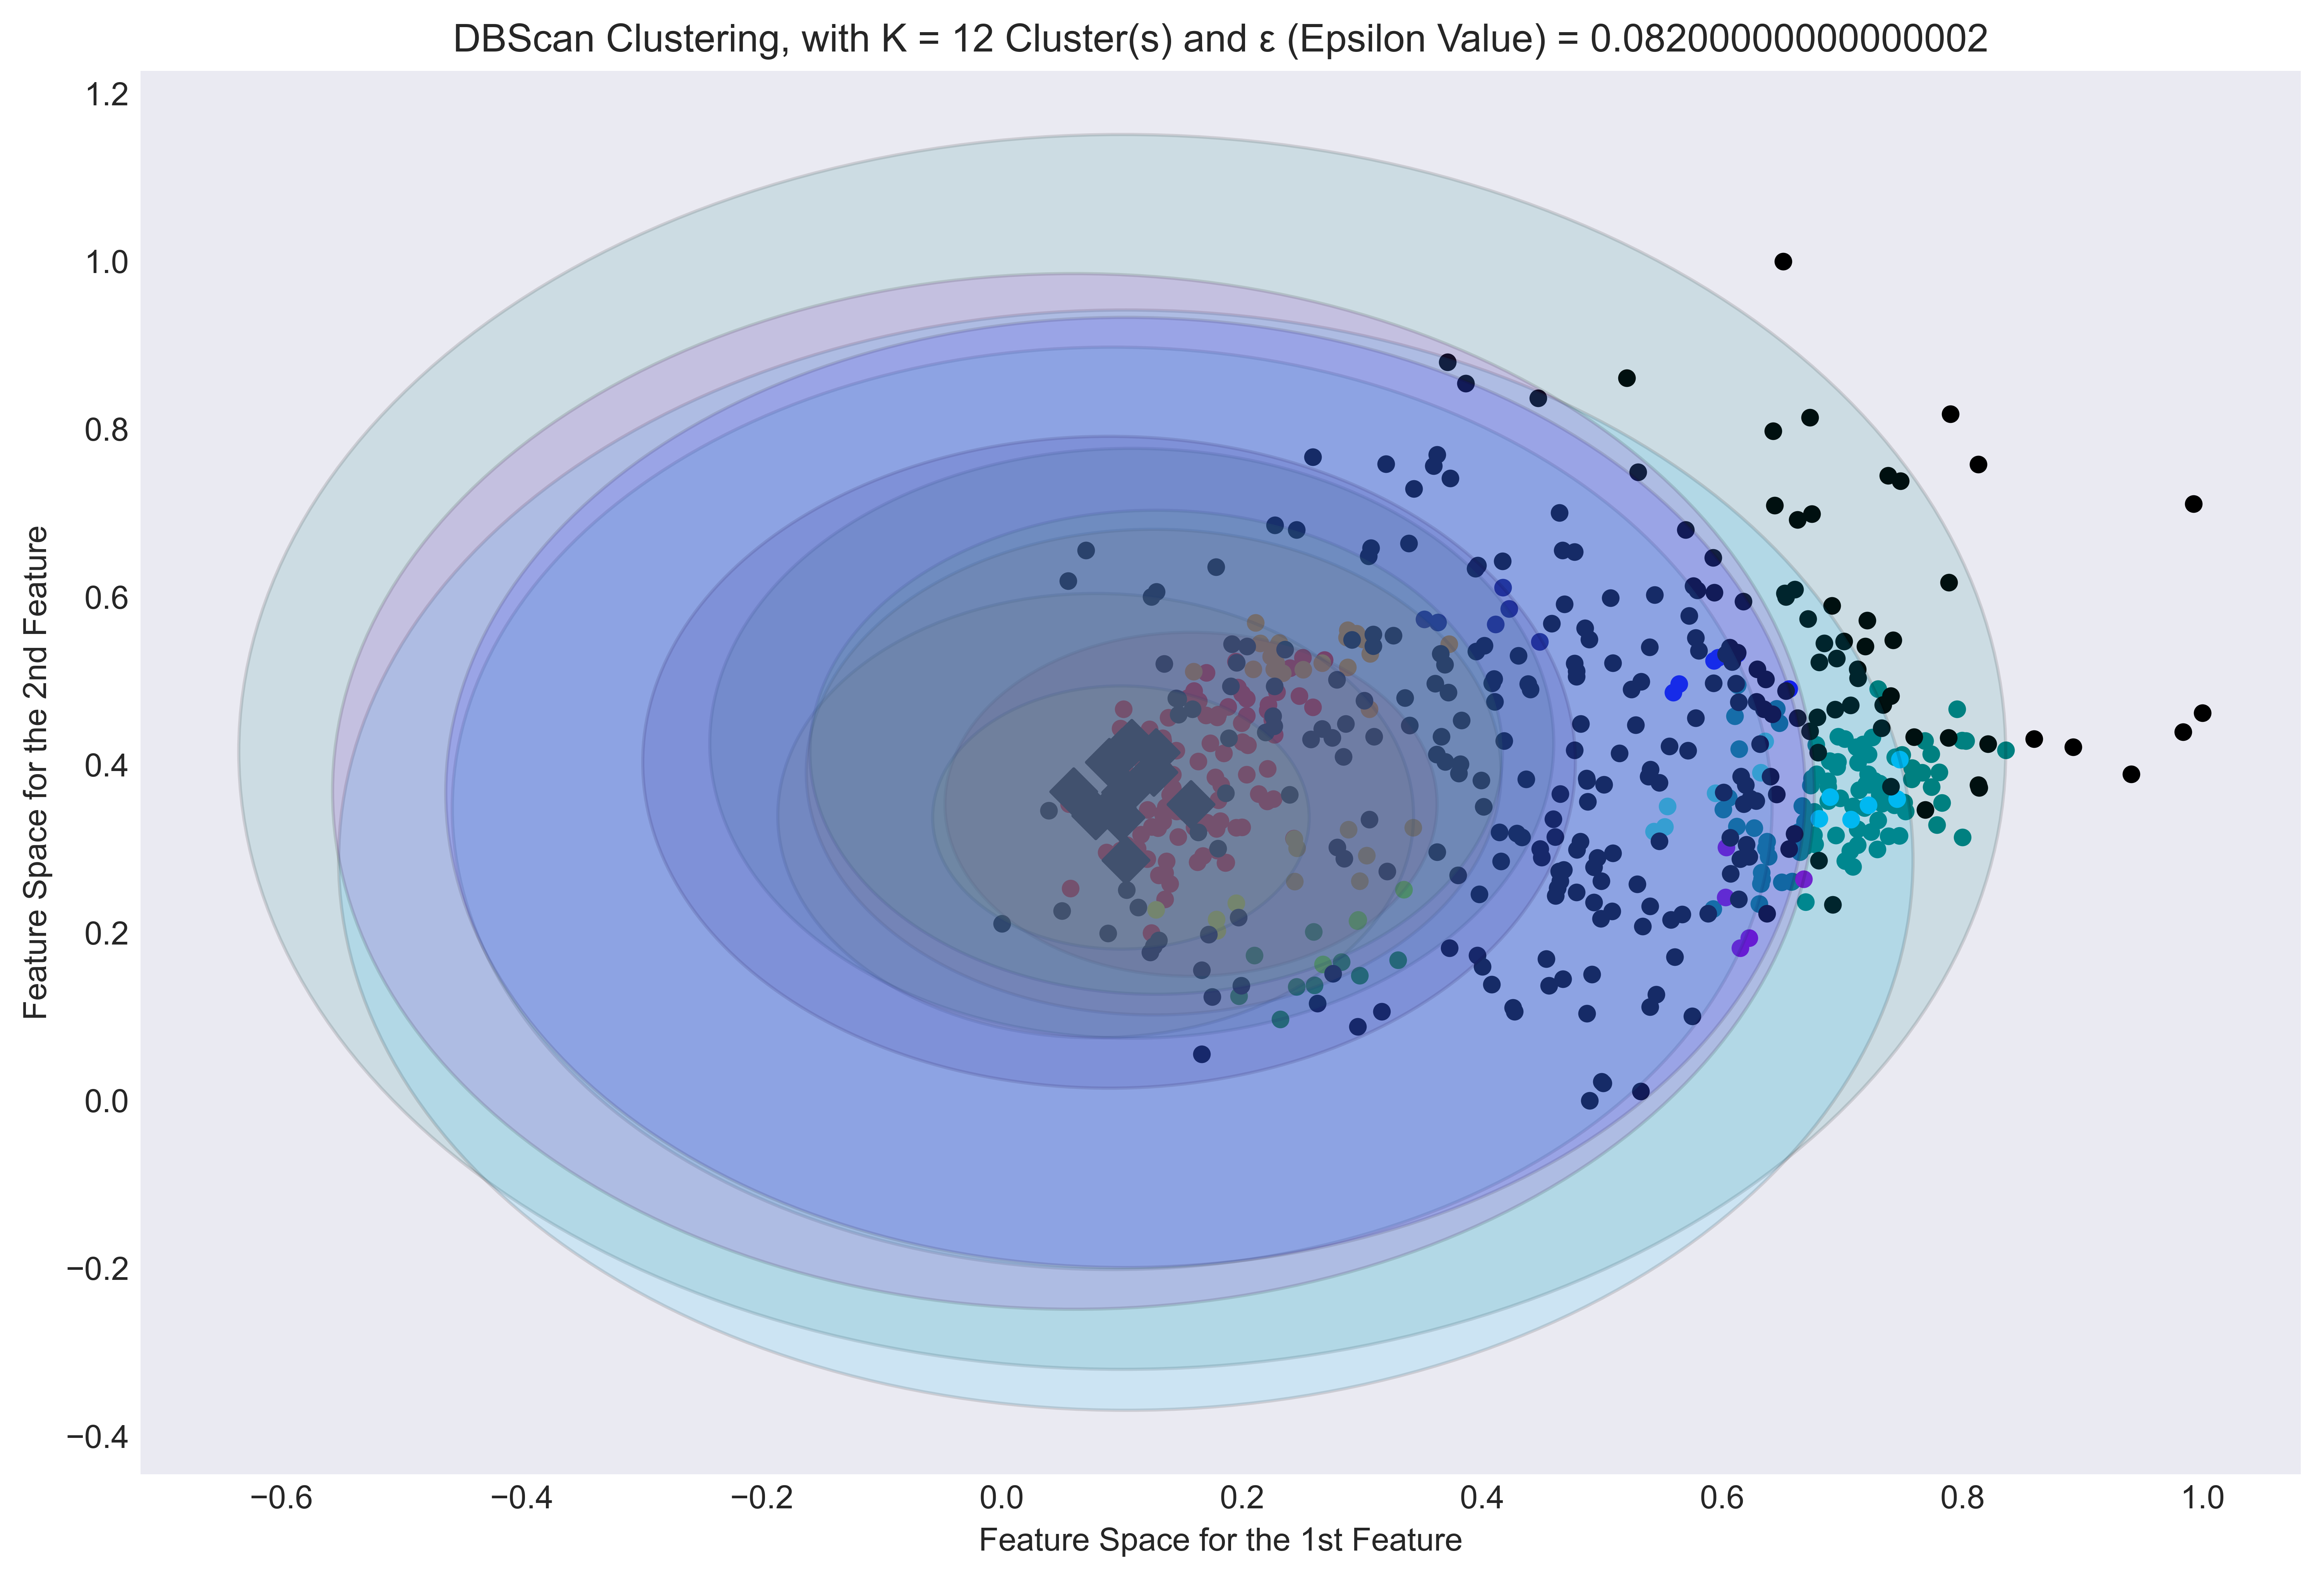 DBScan Clustering, with K = 12 Cluster(s) and ε (Epsilon Value) = 0.08200000000000002
1.2
1.0
0.8
0.6
0.4
0.2
0.0
−0.2
−0.4
Feature Space for the 2nd Feature
−0.6 −0.4 −0.2 0.0 0.2 0.4 0.6 0.8 1.0
Feature Space for the 1st Feature